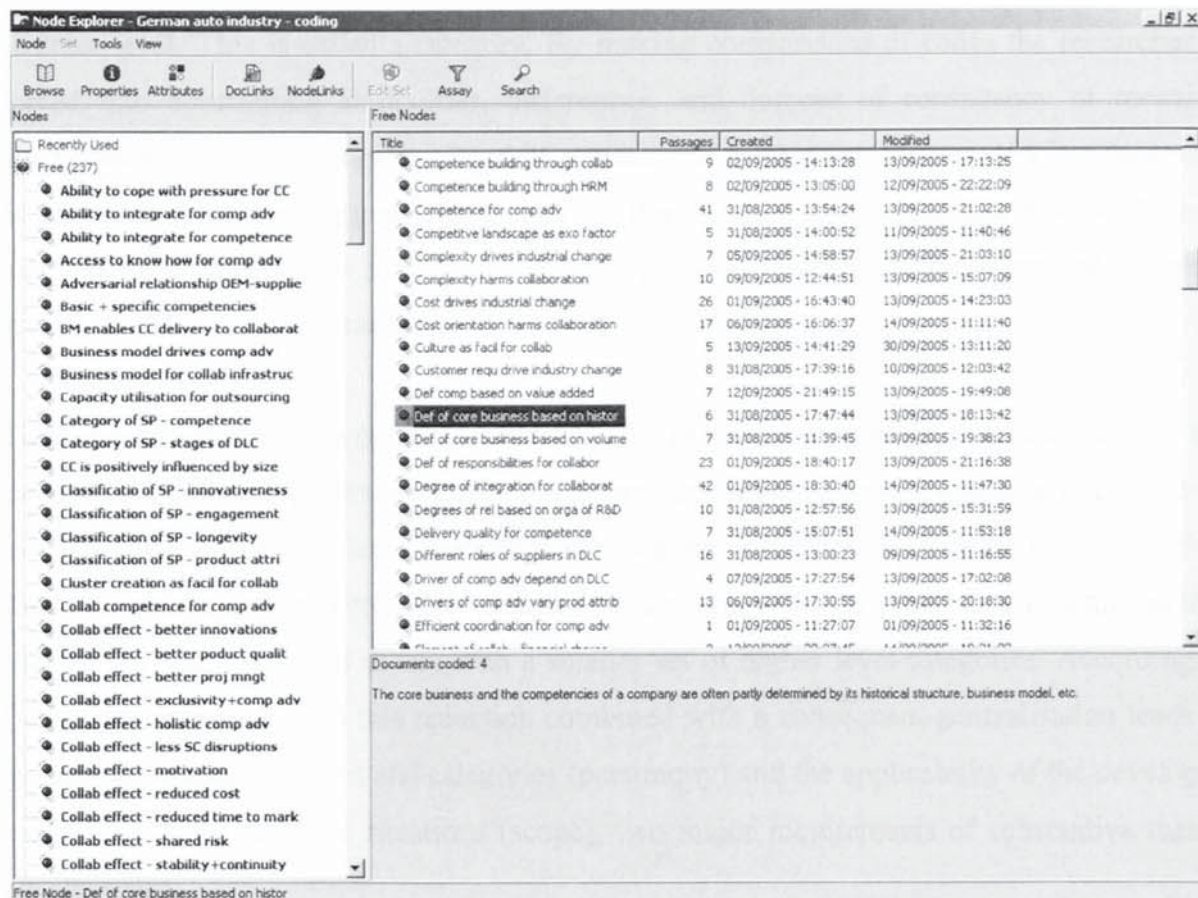 Node Explorer - German auto industry - coding
Node Set Tools View
Browse Properties Attributes DocLinks NodeLinks Edit Set Assay Search
Nodes
Recently Used
Free (237)
Ability to cope with pressure for CC
Ability to integrate for comp adv
Ability to integrate for competence
Access to know how for comp adv
Adversarial relationship OEM-supplie
Basic + specific competencies
BM enables CC delivery to collaborat
Business model drives comp adv
Business model for collab infrastruc
Capacity utilisation for outsourcing
Category of SP - competence
Category of SP - stages of DLC
CC is positively influenced by size
Classificatio of SP - innovativeness
Classification of SP - engagement
Classification of SP - longevity
Classification of SP - product attri
Cluster creation as facil for collab
Collab competence for comp adv
Collab effect - better innovations
Collab effect - better poduct qualit
Collab effect - better proj mngt
Collab effect - exclusivity+comp adv
Collab effect - holistic comp adv
Collab effect - less SC disruptions
Collab effect - motivation
Collab effect - reduced cost
Collab effect - reduced time to mark
Collab effect - shared risk
Collab effect - stability+continuity
Free Nodes
Title Passages Created Modified
Competence building through collab 9 02/09/2005 - 14:13:28 13/09/2005 - 17:13:25
Competence building through HRM 8 02/09/2005 - 13:05:00 12/09/2005 - 22:22:09
Competence for comp adv 41 31/08/2005 - 13:54:24 13/09/2005 - 21:02:28
Competitve landscape as exo factor 5 31/08/2005 - 14:00:52 11/09/2005 - 11:40:46
Complexity drives industrial change 7 05/09/2005 - 14:58:57 13/09/2005 - 21:03:10
Complexity harms collaboration 10 09/09/2005 - 12:44:51 13/09/2005 - 15:07:09
Cost drives industrial change 26 01/09/2005 - 16:43:40 13/09/2005 - 14:23:03
Cost orientation harms collaboration 17 06/09/2005 - 16:06:37 14/09/2005 - 11:11:40
Culture as facil for collab 5 13/09/2005 - 14:41:29 30/09/2005 - 13:11:20
Customer requ drive industry change 8 31/08/2005 - 17:39:16 10/09/2005 - 12:03:42
Def comp based on value added 7 12/09/2005 - 21:49:15 13/09/2005 - 19:49:08
Def of core business based on histor 6 31/08/2005 - 17:47:44 13/09/2005 - 18:13:42
Def of core business based on volume 7 31/08/2005 - 11:39:45 13/09/2005 - 19:38:23
Def of responsibilities for collabor 23 01/09/2005 - 18:40:17 13/09/2005 - 21:16:38
Degree of integration for collaborat 42 01/09/2005 - 18:30:40 14/09/2005 - 11:47:30
Degrees of rel based on orga of R&D 10 31/08/2005 - 12:57:56 13/09/2005 - 15:31:59
Delivery quality for competence 7 31/08/2005 - 15:07:51 14/09/2005 - 11:53:18
Different roles of suppliers in DLC 16 31/08/2005 - 13:00:23 09/09/2005 - 11:16:55
Driver of comp adv depend on DLC 4 07/09/2005 - 17:27:54 13/09/2005 - 17:02:08
Drivers of comp adv vary prod attrib 13 06/09/2005 - 17:30:55 13/09/2005 - 20:18:30
Efficient coordination for comp adv 1 01/09/2005 - 11:27:07 01/09/2005 - 11:32:16
Documents coded: 4
The core business and the competencies of a company are often partly determined by its historical structure, business model, etc.
Free Node - Def of core business based on histor